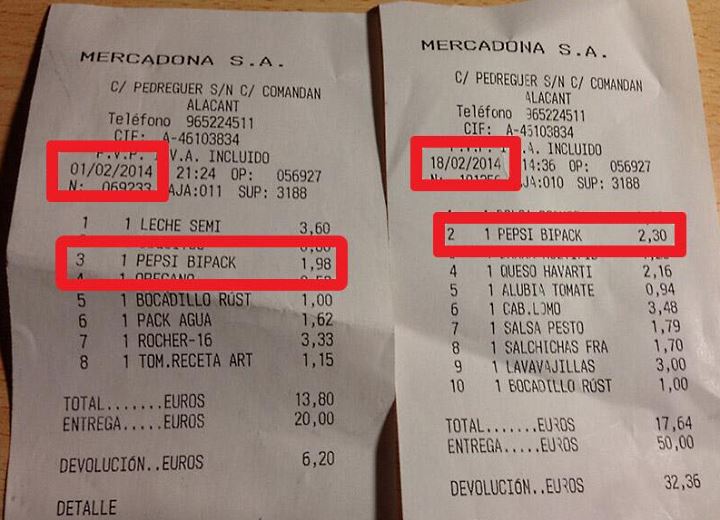 MERCADONA S.A.
C/ PEDREGUER S/N C/ COMANDAN
ALACANT
Teléfono 965224511
CIF: A-46103834
P.V.P. I.V.A. INCLUIDO
01/02/2014 21:24 OP: 056927
N: 069233 CAJA:011 SUP: 3188
1 1 LECHE SEMI 3,60
3 1 PEPSI BIPACK 1,98
4 1 OREGANO
5 1 BOCADILLO RÚST 1,00
6 1 PACK AGUA 1,62
7 1 ROCHER-16 3,33
8 1 TOM.RECETA ART 1,15
TOTAL.......EUROS 13,80
ENTREGA.....EUROS 20,00
DEVOLUCIóN..EUROS 6,20
DETALLE
MERCADONA S.A.
C/ PEDREGUER S/N C/ COMANDAN
ALACANT
Teléfono 965224511
CIF: A-46103834
P.V.P. I.V.A. INCLUIDO
18/02/2014 14:36 OP: 056927
CAJA:010 SUP: 3188
2 1 PEPSI BIPACK 2,30
4 1 QUESO HAVARTI 2,16
5 1 ALUBIA TOMATE 0,94
6 1 CAB.LOMO 3,48
7 1 SALSA PESTO 1,79
8 1 SALCHICHAS FRA 1,70
9 1 LAVAVAJILLAS 3,00
10 1 BOCADILLO RÚST 1,00
TOTAL.......EUROS 17,64
ENTREGA.....EUROS 50,00
DEVOLUCIóN..EUROS 32,36